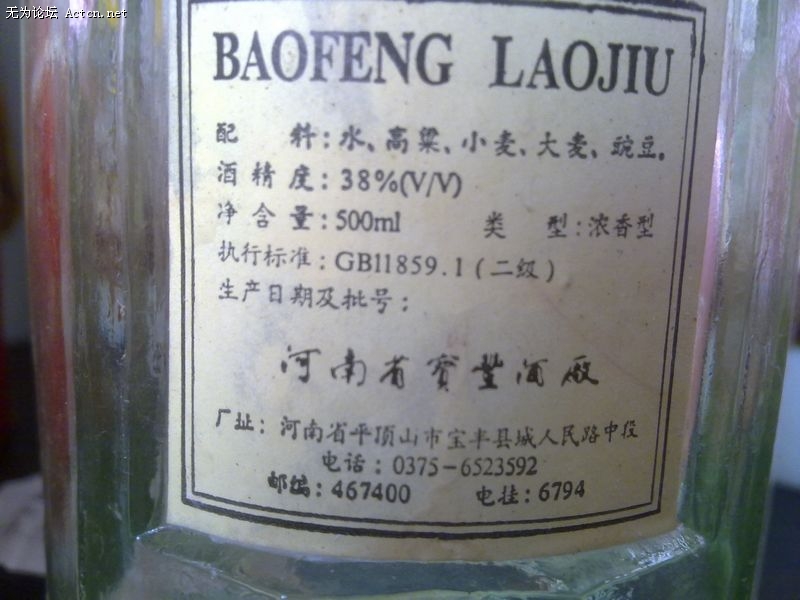 无为论坛 Actcn.net
BAOFENG LAOJIU
配 料:水、高粱、小麦、大麦、豌豆。
酒精度:38%(V/V)
净含量:500ml 类 型:浓香型
执行标准:GB11859.1(二级)
生产日期及批号:
河南省宝豐酒厰
厂址:河南省平顶山市宝丰县城人民路中段
电话:0375-6523592
邮编:467400 电挂:6794